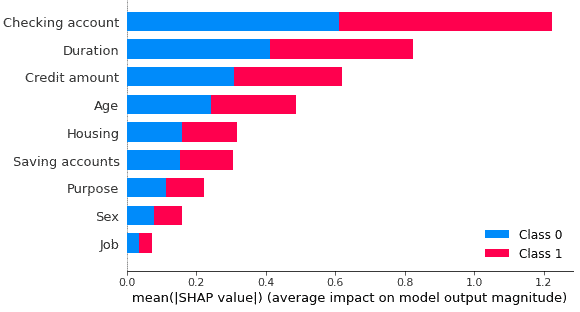 Checking account
Duration
Credit amount
Age
Housing
Saving accounts
Purpose
Sex
Job
Class 0
Class 1
0.0 0.2 0.4 0.6 0.8 1.0 1.2
mean(|SHAP value|) (average impact on model output magnitude)